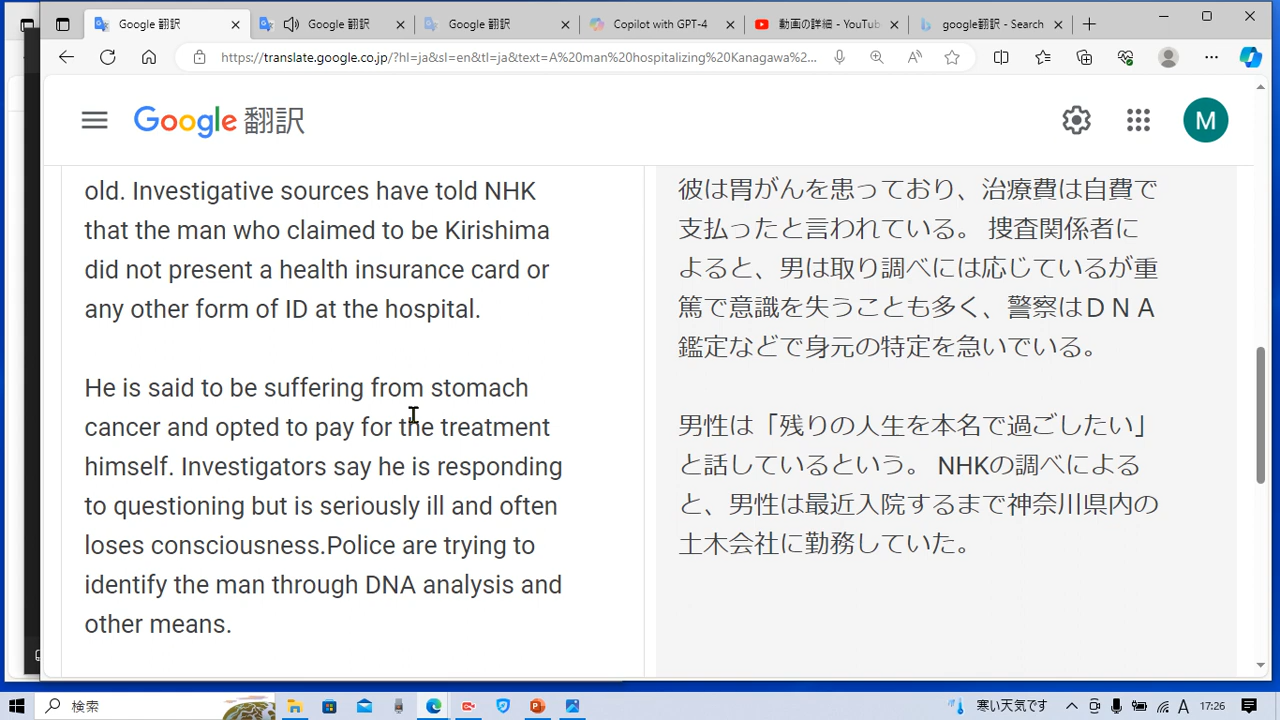 Google 翻訳
Google 翻訳
Google 翻訳
Copilot with GPT-4
動画の詳細 - YouTub
google翻訳 - Search
https://translate.google.co.jp/?hl=ja&sl=en&tl=ja&text=A%20man%20hospitalizing%20Kanagawa%2...
Google 翻訳
M
old. Investigative sources have told NHK
that the man who claimed to be Kirishima
did not present a health insurance card or
any other form of ID at the hospital.
He is said to be suffering from stomach
cancer and opted to pay for the treatment
himself. Investigators say he is responding
to questioning but is seriously ill and often
loses consciousness.Police are trying to
identify the man through DNA analysis and
other means.
彼は胃がんを患っており、治療費は自費で
支払ったと言われている。 捜査関係者に
よると、男は取り調べには応じているが重
篤で意識を失うことも多く、警察はＤＮＡ
鑑定などで身元の特定を急いでいる。
男性は「残りの人生を本名で過ごしたい」
と話しているという。 NHKの調べによる
と、男性は最近入院するまで神奈川県内の
土木会社に勤務していた。
検索
寒い天気です
A
17:26